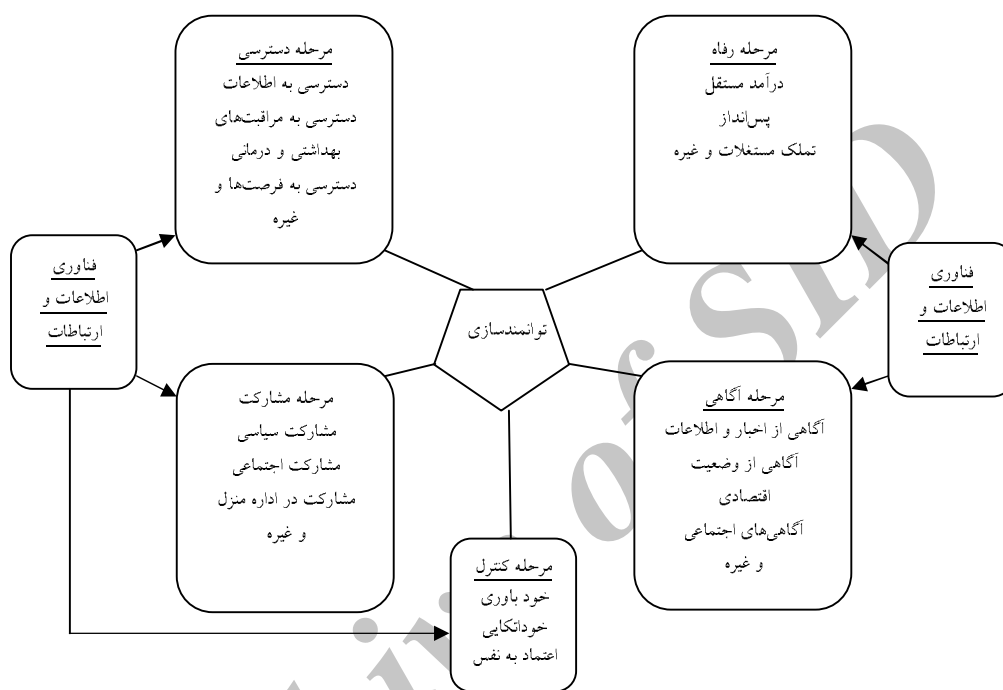 مرحله رفاه
درآمد مستقل
پس‌انداز
تملک مستغلات و غیره
مرحله دسترسی
دسترسی به اطلاعات
دسترسی به مراقبت‌های
بهداشتی و درمانی
دسترسی به فرصت‌ها و
غیره
فناوری
اطلاعات و
ارتباطات
فناوری
اطلاعات و
ارتباطات
توانمندسازی
مرحله آگاهی
آگاهی از اخبار و اطلاعات
آگاهی از وضعیت
اقتصادی
آگاهی‌های اجتماعی
و غیره
مرحله مشارکت
مشارکت سیاسی
مشارکت اجتماعی
مشارکت در اداره منزل
و غیره
مرحله کنترل
خود باوری
خوداتکایی
اعتماد به نفس
of SID